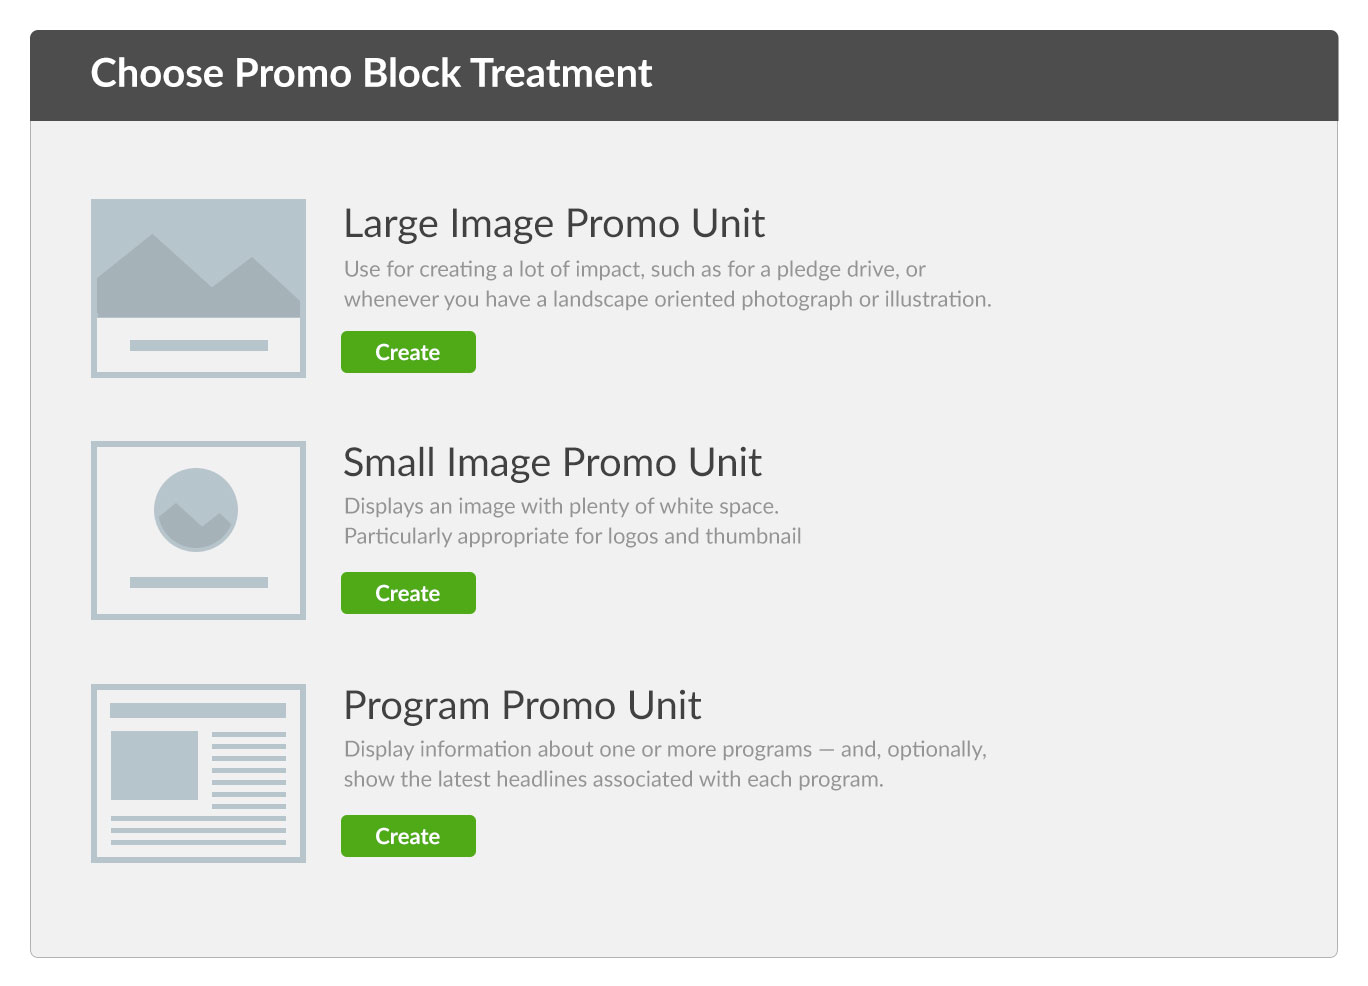 Choose Promo Block Treatment
Large Image Promo Unit
Use for creating a lot of impact, such as for a pledge drive, or
whenever you have a landscape oriented photograph or illustration.
Create
Small Image Promo Unit
Displays an image with plenty of white space.
Particularly appropriate for logos and thumbnail
Create
Program Promo Unit
Display information about one or more programs — and, optionally,
show the latest headlines associated with each program.
Create